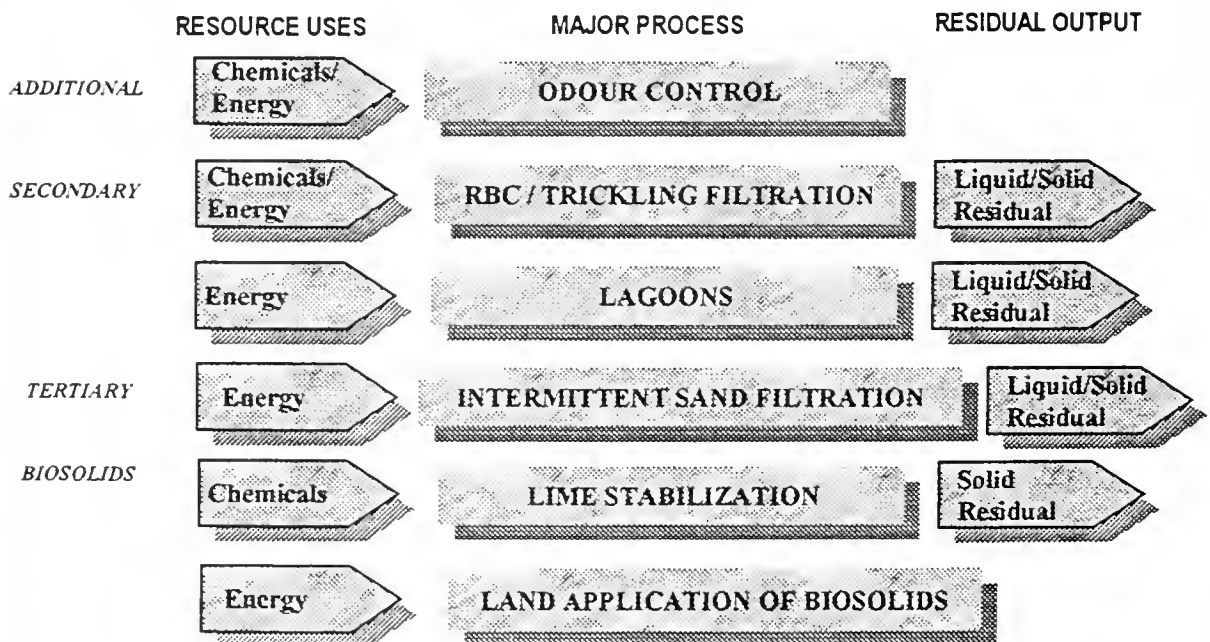 RESOURCE USES MAJOR PROCESS RESIDUAL OUTPUT
ADDITIONAL
Chemicals/
Energy
ODOUR CONTROL
SECONDARY
Chemicals/
Energy
RBC / TRICKLING FILTRATION
Liquid/Solid
Residual
Energy
LAGOONS
Liquid/Solid
Residual
TERTIARY
Energy
INTERMITTENT SAND FILTRATION
Liquid/Solid
Residual
BIOSOLIDS
Chemicals
LIME STABILIZATION
Solid
Residual
Energy
LAND APPLICATION OF BIOSOLIDS